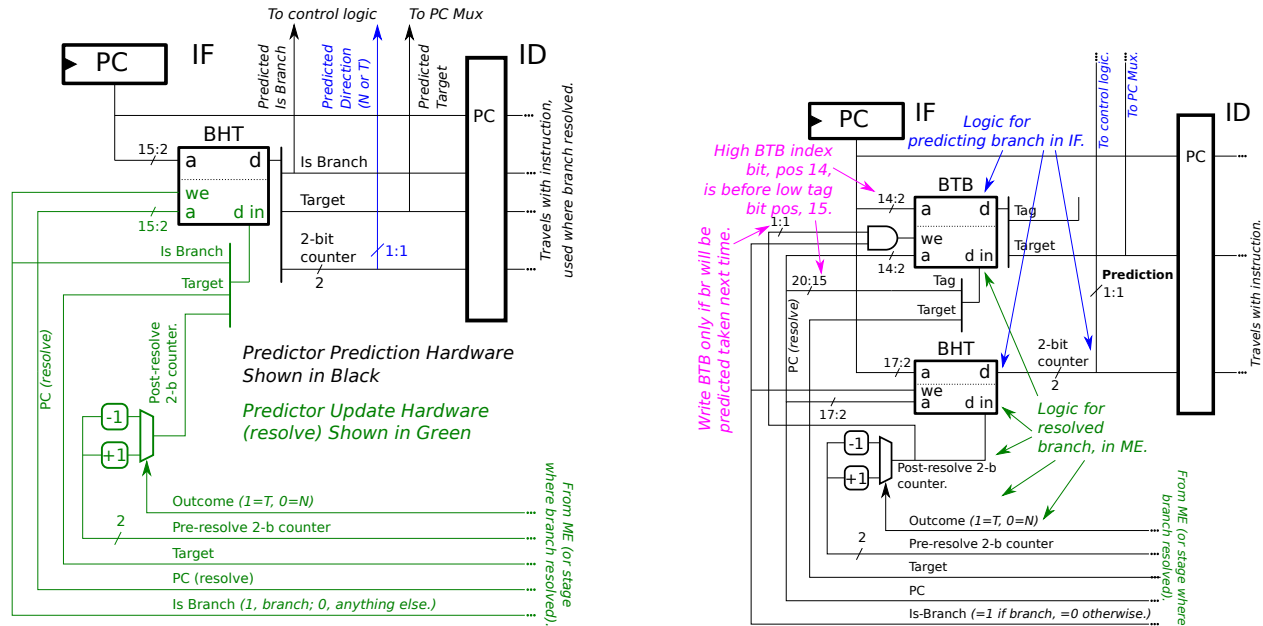 To control logic
To PC Mux
PC
IF
ID
Predicted
Is Branch
Predicted
Direction
(N or T)
Predicted
Target
PC
BHT
15:2
a
d
we
a
d in
15:2
Is Branch
Target
2-bit
counter
2
1:1
Travels with instruction,
used where branch resolved.
Is Branch
Target
PC (resolve)
Post-resolve
2-b counter.
Predictor Prediction Hardware
Shown in Black
Predictor Update Hardware
(resolve) Shown in Green
-1
+1
2
Outcome (1=T, 0=N)
Pre-resolve 2-b counter
Target
PC (resolve)
Is Branch (1, branch; 0, anything else.)
From ME (or stage
where branch resolved).
PC
IF
ID
To control logic.
To PC Mux.
Logic for
predicting branch in IF.
High BTB index
bit, pos 14,
is before low tag
bit pos, 15.
PC
BTB
14:2
a
d
we
a
d in
14:2
1:1
Tag
Target
20:15
Tag
Target
Prediction
1:1
Write BTB only if br will be
predicted taken next time.
PC (resolve)
BHT
17:2
a
d
we
a
d in
17:2
2-bit
counter
2
Logic for
resolved
branch, in ME.
-1
+1
Post-resolve 2-b
counter.
2
Outcome (1=T, 0=N)
Pre-resolve 2-b counter
Target
PC
Is-Branch (=1 if branch, =0 otherwise.)
From ME (or stage where
branch resolved).
Travels with instruction.